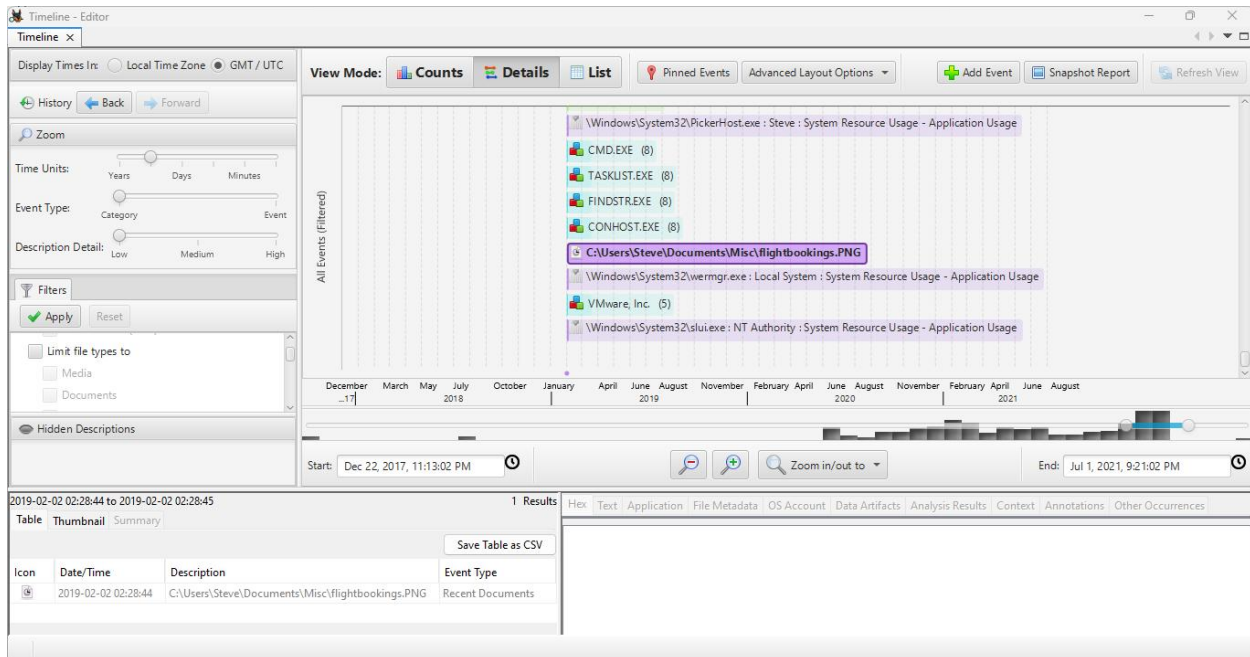 Timeline - Editor
Timeline ×
Display Times In: Local Time Zone GMT / UTC
History Back Forward
Zoom
Time Units: Years Days Minutes
Event Type: Category Event
Description Detail: Low Medium High
Filters
Apply Reset
Limit file types to
Media
Documents
Hidden Descriptions
View Mode: Counts Details List Pinned Events Advanced Layout Options Add Event Snapshot Report Refresh View
All Events (Filtered)
\Windows\System32\PickerHost.exe : Steve : System Resource Usage - Application Usage
CMD.EXE (8)
TASKLIST.EXE (8)
FINDSTR.EXE (8)
CONHOST.EXE (8)
C:\Users\Steve\Documents\Misc\flightbookings.PNG
\Windows\System32\wermgr.exe : Local System : System Resource Usage - Application Usage
VMware, Inc. (5)
\Windows\System32\slui.exe : NT Authority : System Resource Usage - Application Usage
December March May July October January April June August November February April June August November February April June August
...17 2018 2019 2020 2021
Start: Dec 22, 2017, 11:13:02 PM Zoom in/out to End: Jul 1, 2021, 9:21:02 PM
2019-02-02 02:28:44 to 2019-02-02 02:28:45 1 Results
Table Thumbnail Summary
Save Table as CSV
Icon Date/Time Description Event Type
2019-02-02 02:28:44 C:\Users\Steve\Documents\Misc\flightbookings.PNG Recent Documents
Hex Text Application File Metadata OS Account Data Artifacts Analysis Results Context Annotations Other Occurrences